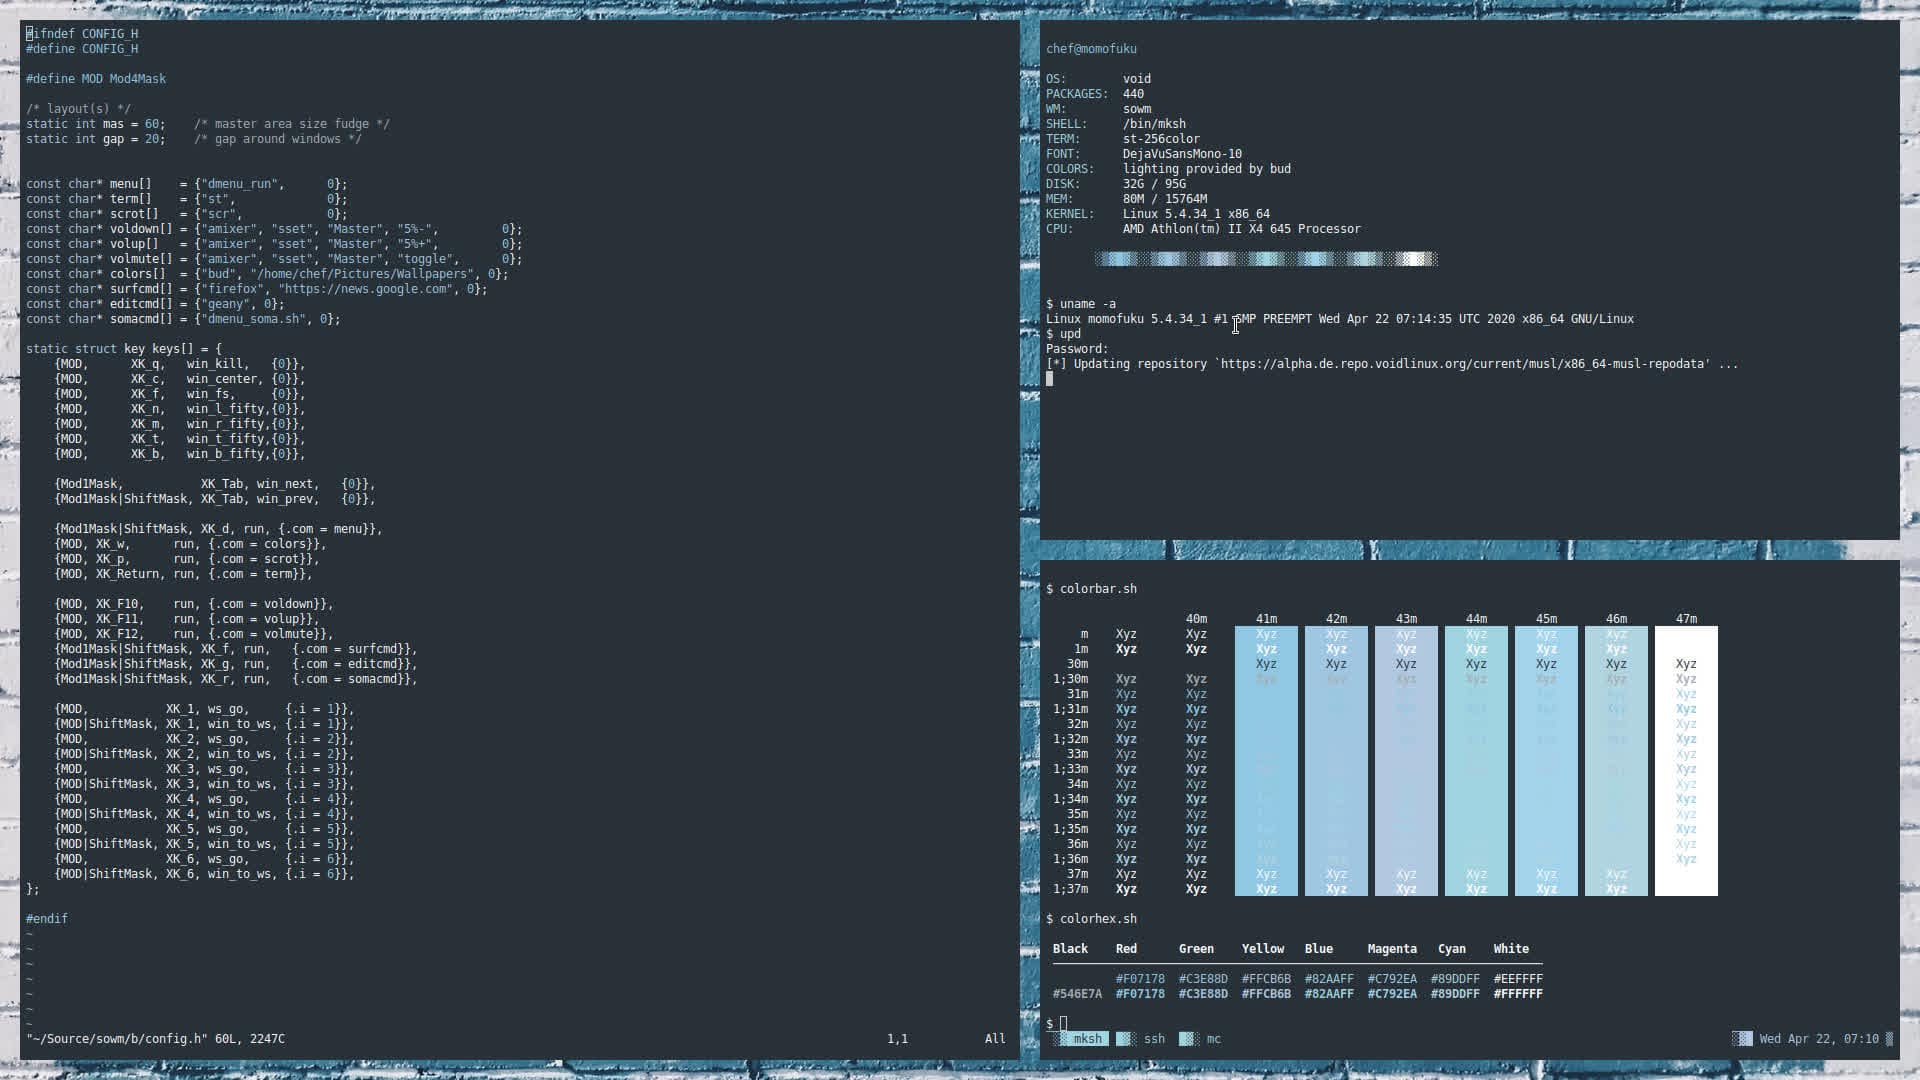 #ifndef CONFIG_H
#define CONFIG_H
#define MOD Mod4Mask
/* layout(s) */
static int mas = 60;    /* master area size fudge */
static int gap = 20;    /* gap around windows */
const char* menu[]    = {"dmenu_run",      0};
const char* term[]    = {"st",             0};
const char* scrot[]   = {"scr",            0};
const char* voldown[] = {"amixer", "sset", "Master", "5%-",         0};
const char* volup[]   = {"amixer", "sset", "Master", "5%+",         0};
const char* volmute[] = {"amixer", "sset", "Master", "toggle",      0};
const char* colors[]  = {"bud", "/home/chef/Pictures/Wallpapers", 0};
const char* surfcmd[] = {"firefox", "https://news.google.com", 0};
const char* editcmd[] = {"geany", 0};
const char* somacmd[] = {"dmenu_soma.sh", 0};
static struct key keys[] = {
    {MOD,      XK_q,   win_kill,   {0}},
    {MOD,      XK_c,   win_center, {0}},
    {MOD,      XK_f,   win_fs,     {0}},
    {MOD,      XK_n,   win_l_fifty,{0}},
    {MOD,      XK_m,   win_r_fifty,{0}},
    {MOD,      XK_t,   win_t_fifty,{0}},
    {MOD,      XK_b,   win_b_fifty,{0}},
    {Mod1Mask,           XK_Tab, win_next,   {0}},
    {Mod1Mask|ShiftMask, XK_Tab, win_prev,   {0}},
    {Mod1Mask|ShiftMask, XK_d, run, {.com = menu}},
    {MOD, XK_w,      run, {.com = colors}},
    {MOD, XK_p,      run, {.com = scrot}},
    {MOD, XK_Return, run, {.com = term}},
    {MOD, XK_F10,    run, {.com = voldown}},
    {MOD, XK_F11,    run, {.com = volup}},
    {MOD, XK_F12,    run, {.com = volmute}},
    {Mod1Mask|ShiftMask, XK_f, run,   {.com = surfcmd}},
    {Mod1Mask|ShiftMask, XK_g, run,   {.com = editcmd}},
    {Mod1Mask|ShiftMask, XK_r, run,   {.com = somacmd}},
    {MOD,           XK_1, ws_go,     {.i = 1}},
    {MOD|ShiftMask, XK_1, win_to_ws, {.i = 1}},
    {MOD,           XK_2, ws_go,     {.i = 2}},
    {MOD|ShiftMask, XK_2, win_to_ws, {.i = 2}},
    {MOD,           XK_3, ws_go,     {.i = 3}},
    {MOD|ShiftMask, XK_3, win_to_ws, {.i = 3}},
    {MOD,           XK_4, ws_go,     {.i = 4}},
    {MOD|ShiftMask, XK_4, win_to_ws, {.i = 4}},
    {MOD,           XK_5, ws_go,     {.i = 5}},
    {MOD|ShiftMask, XK_5, win_to_ws, {.i = 5}},
    {MOD,           XK_6, ws_go,     {.i = 6}},
    {MOD|ShiftMask, XK_6, win_to_ws, {.i = 6}},
};
#endif
~
~
~
~
~
~
~
"~/Source/sowm/b/config.h" 60L, 2247C    1,1    All
chef@momofuku
OS:        void
PACKAGES:  440
WM:        sowm
SHELL:     /bin/mksh
TERM:      st-256color
FONT:      DejaVuSansMono-10
COLORS:    lighting provided by bud
DISK:      32G / 95G
MEM:       80M / 15764M
KERNEL:    Linux 5.4.34_1 x86_64
CPU:       AMD Athlon(tm) II X4 645 Processor
$ uname -a
Linux momofuku 5.4.34_1 #1 SMP PREEMPT Wed Apr 22 07:14:35 UTC 2020 x86_64 GNU/Linux
$ upd
Password:
[*] Updating repository `https://alpha.de.repo.voidlinux.org/current/musl/x86_64-musl-repodata' ...
$ colorbar.sh
40m 41m 42m 43m 44m 45m 46m 47m
m Xyz Xyz Xyz Xyz Xyz Xyz Xyz Xyz
1m Xyz Xyz Xyz Xyz Xyz Xyz Xyz Xyz
30m Xyz Xyz Xyz Xyz Xyz Xyz Xyz
1;30m Xyz Xyz Xyz Xyz Xyz Xyz Xyz Xyz Xyz
31m Xyz Xyz Xyz
1;31m Xyz Xyz Xyz
32m Xyz Xyz Xyz
1;32m Xyz Xyz Xyz
33m Xyz Xyz Xyz
1;33m Xyz Xyz Xyz
34m Xyz Xyz Xyz
1;34m Xyz Xyz Xyz
35m Xyz Xyz Xyz
1;35m Xyz Xyz Xyz
36m Xyz Xyz Xyz
1;36m Xyz Xyz Xyz
37m Xyz Xyz Xyz Xyz Xyz Xyz Xyz Xyz
1;37m Xyz Xyz Xyz Xyz Xyz Xyz Xyz Xyz
$ colorhex.sh
Black Red Green Yellow Blue Magenta Cyan White
#F07178 #C3E88D #FFCB6B #82AAFF #C792EA #89DDFF #EEFFFF
#546E7A #F07178 #C3E88D #FFCB6B #82AAFF #C792EA #89DDFF #FFFFFF
$
mksh ssh mc Wed Apr 22, 07:10